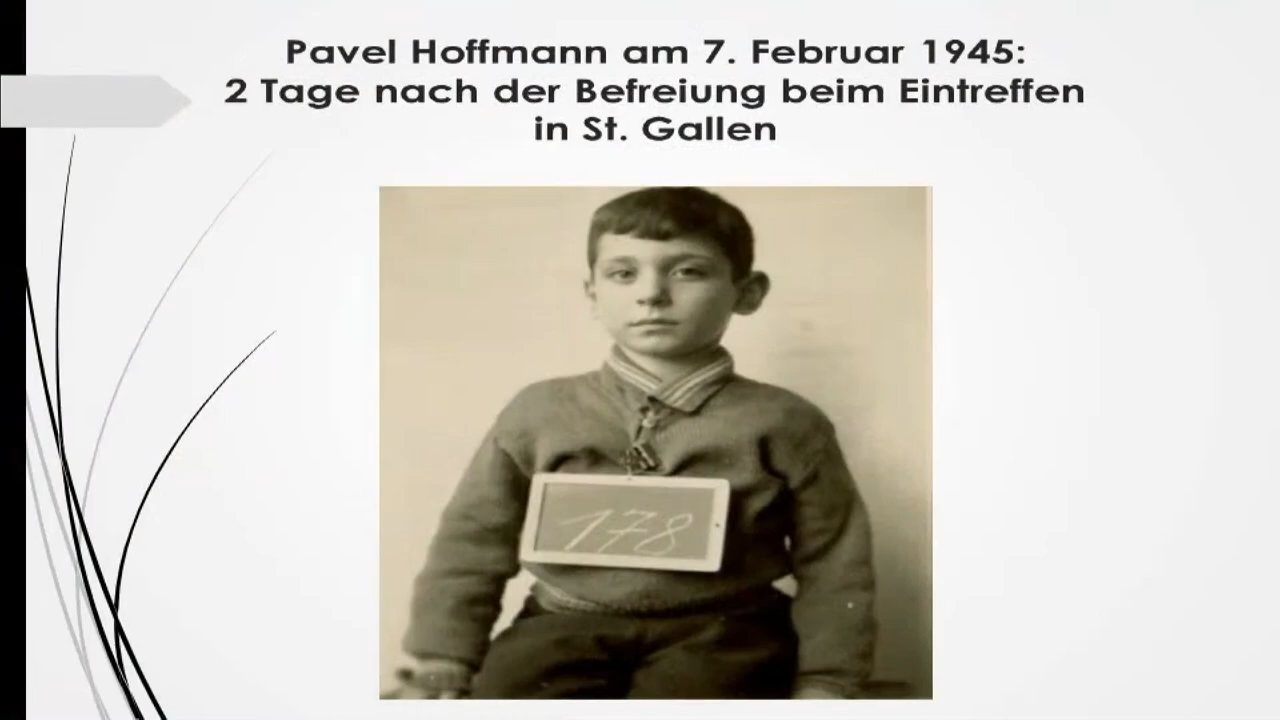 Pavel Hoffmann am 7. Februar 1945:
2 Tage nach der Befreiung beim Eintreffen
in St. Gallen
178